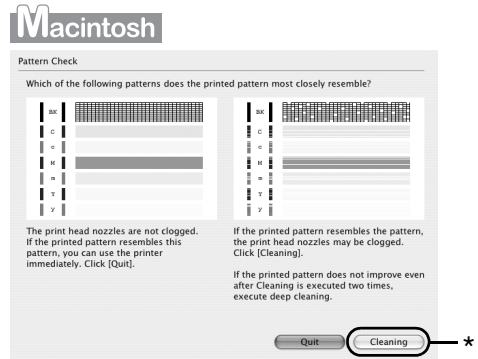 Macintosh
Pattern Check
Which of the following patterns does the printed pattern most closely resemble?
BK
C
c
M
m
Y
y
BK
C
c
M
m
Y
y
The print head nozzles are not clogged.
If the printed pattern resembles this
pattern, you can use the printer
immediately. Click [Quit].
If the printed pattern resembles the pattern,
the print head nozzles may be clogged.
Click [Cleaning].
If the printed pattern does not improve even
after Cleaning is executed two times,
execute deep cleaning.
Quit
Cleaning
*